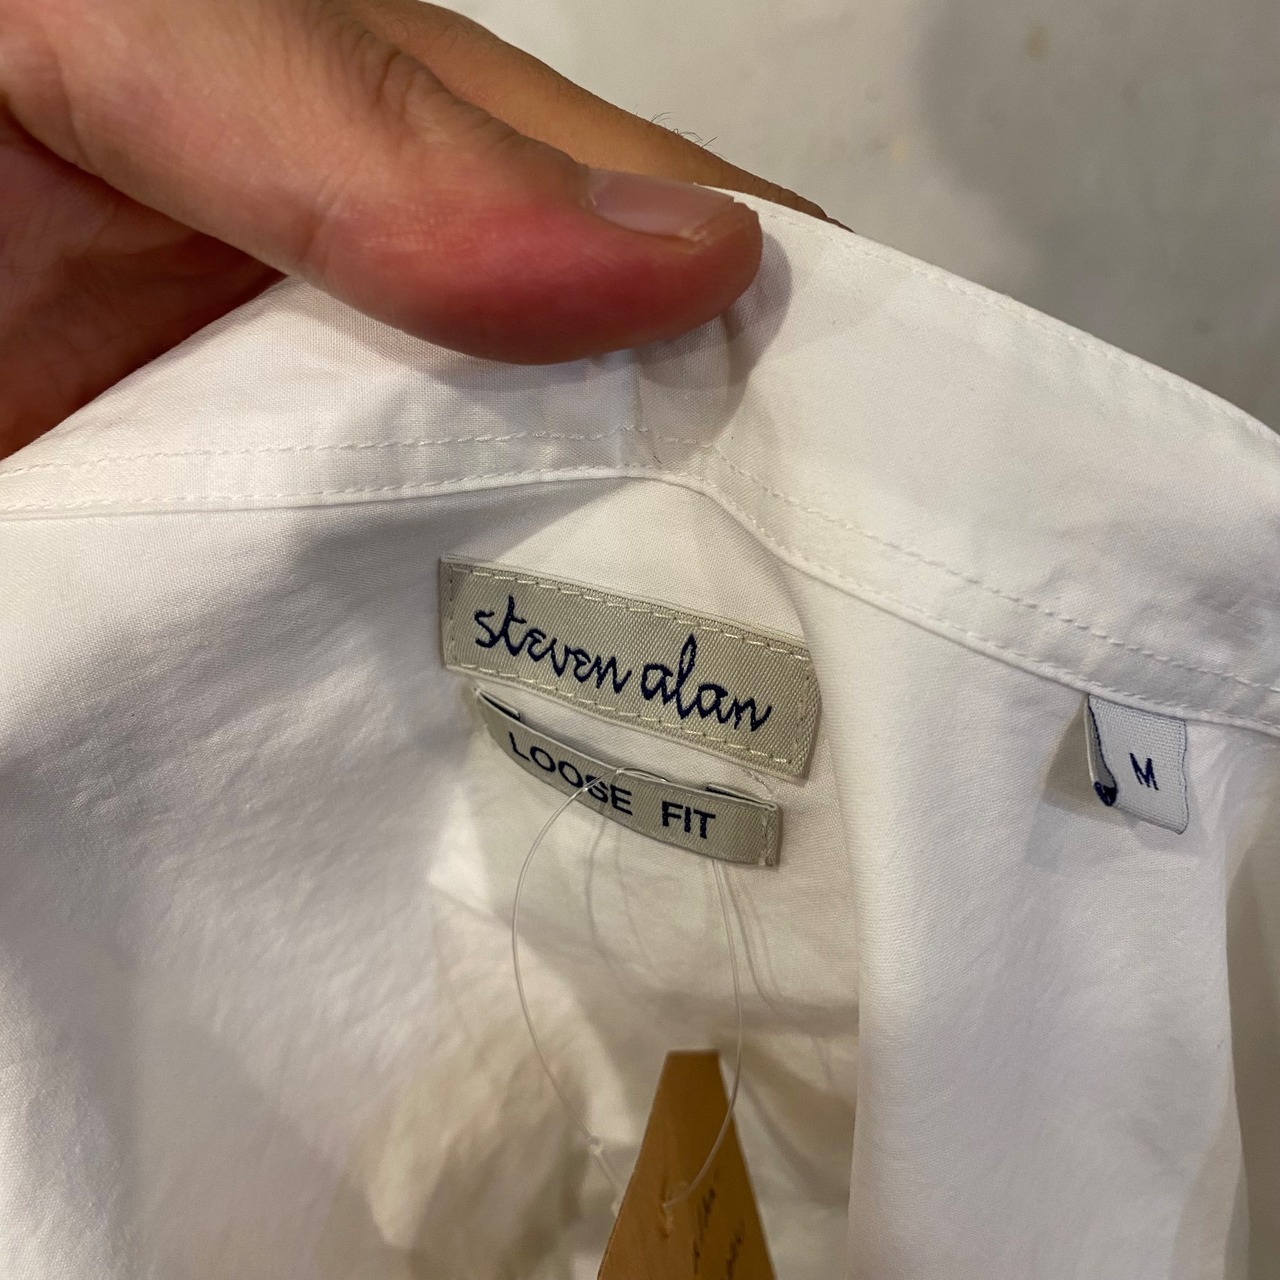 steven alan
LOOSE FIT
M